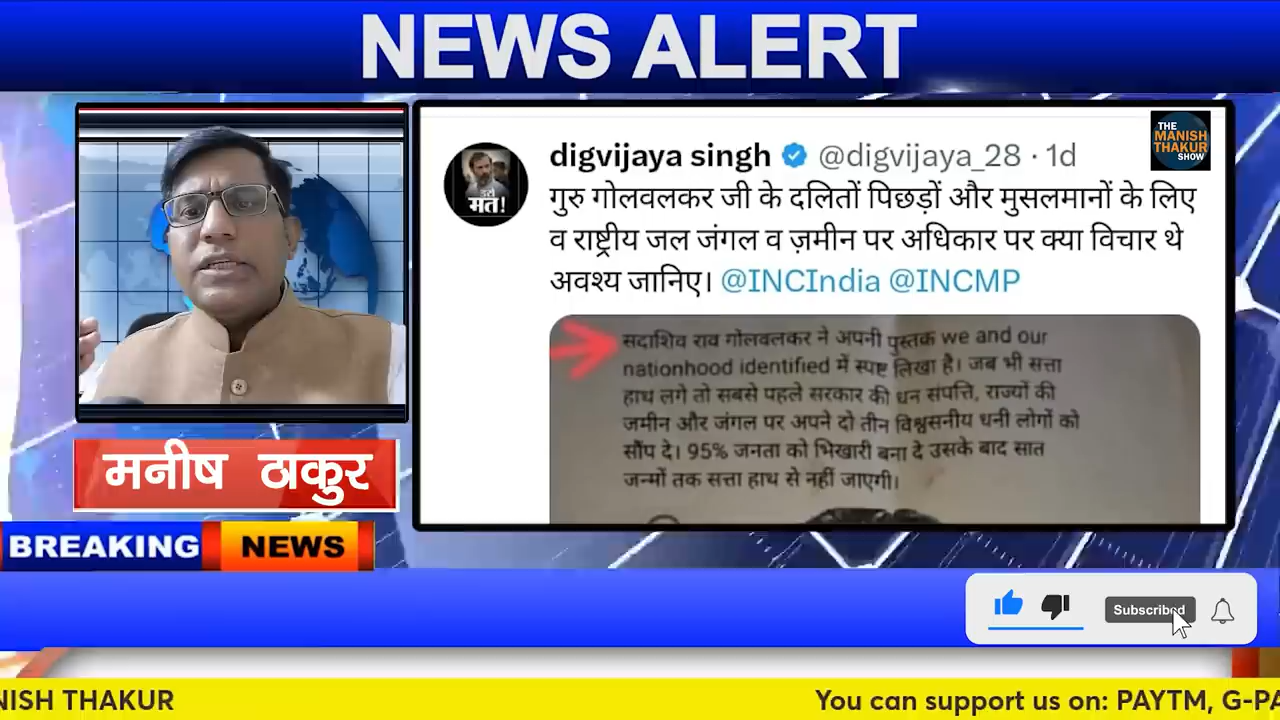 NEWS ALERT
THE
MANISH
THAKUR
SHOW
digvijaya singh @digvijaya_28 · 1d
गुरु गोलवलकर जी के दलितों पिछड़ों और मुसलमानों के लिए
व राष्ट्रीय जल जंगल व ज़मीन पर अधिकार पर क्या विचार थे
अवश्य जानिए। @INCIndia @INCMP
मत!
सदाशिव राव गोलवलकर ने अपनी पुस्तक we and our
nationhood identified में स्पष्ट लिखा है। जब भी सत्ता
हाथ लगे तो सबसे पहले सरकार की धन संपत्ति, राज्यों की
जमीन और जंगल पर अपने दो तीन विश्वसनीय धनी लोगों को
सौंप दे। 95% जनता को भिखारी बना दे उसके बाद सात
जन्मों तक सत्ता हाथ से नहीं जाएगी।
मनीष ठाकुर
BREAKING NEWS
Subscribed
NISH THAKUR
You can support us on: PAYTM, G-PA